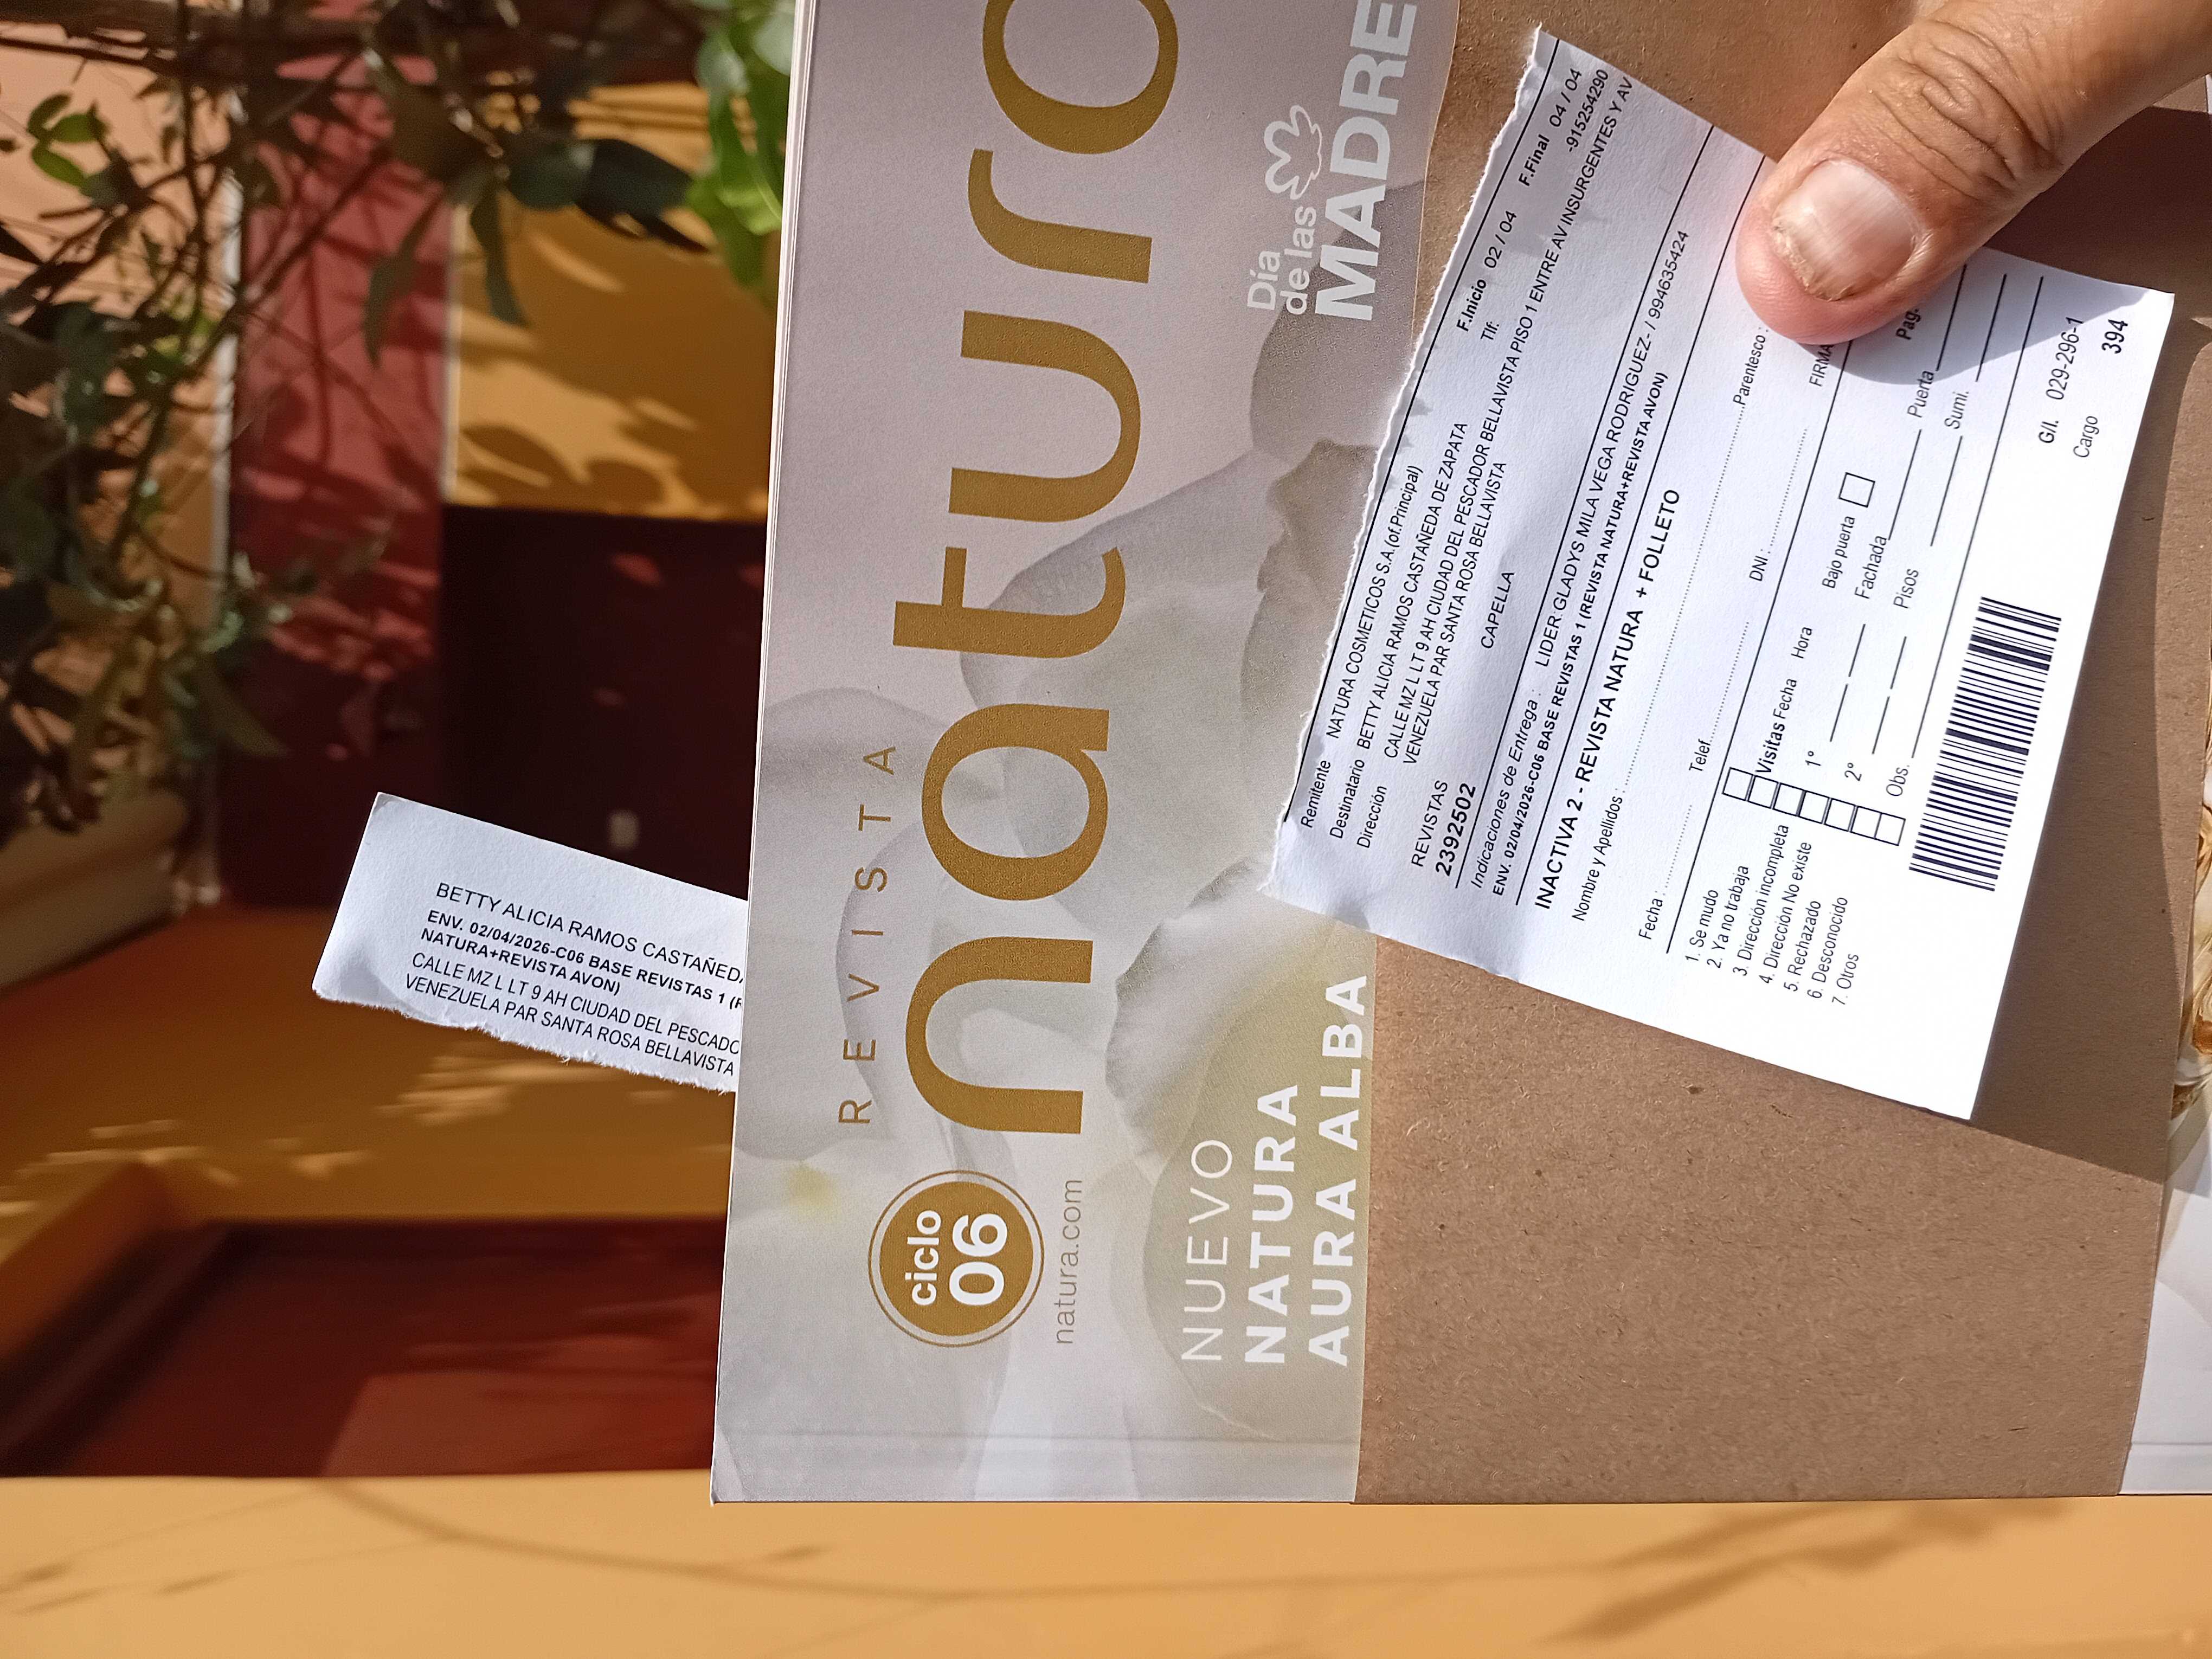 REVISTA
natura
ciclo
06
natura.com
Día
de las
MADRE
NUEVO
NATURA
AURA ALBA
BETTY ALICIA RAMOS CASTAÑEDA
ENV. 02/04/2026-C06 BASE REVISTAS 1 (R
NATURA+REVISTA AVON)
CALLE MZ L LT 9 AH CIUDAD DEL PESCADO
VENEZUELA PAR SANTA ROSA BELLAVISTA
F.Inicio 02 / 04 F.Final 04 / 04
Remitente NATURA COSMETICOS S.A.(of.Principal) Tlf: -915254290
Destinatario BETTY ALICIA RAMOS CASTAÑEDA DE ZAPATA
Dirección CALLE MZ L LT 9 AH CIUDAD DEL PESCADOR BELLAVISTA PISO 1 ENTRE AV INSURGENTES Y AV
VENEZUELA PAR SANTA ROSA BELLAVISTA
REVISTAS CAPELLA
2392502
Indicaciones de Entrega : LIDER: GLADYS MILA VEGA RODRIGUEZ- / 994635424
ENV. 02/04/2026-C06 BASE REVISTAS 1 (REVISTA NATURA+REVISTA AVON)
INACTIVA 2 - REVISTA NATURA + FOLLETO
Nombre y Apellidos : Parentesco :
Fecha : Telef. DNI : FIRMA
1. Se mudo
2. Ya no trabaja
3 Dirección incompleta
4. Dirección No existe
5. Rechazado
6. Desconocido
7. Otros
Visitas Fecha Hora Bajo puerta Pag.
1° Fachada Puerta
2° Pisos Sumi.
Obs.
G/I. 029-296-1
Cargo 394